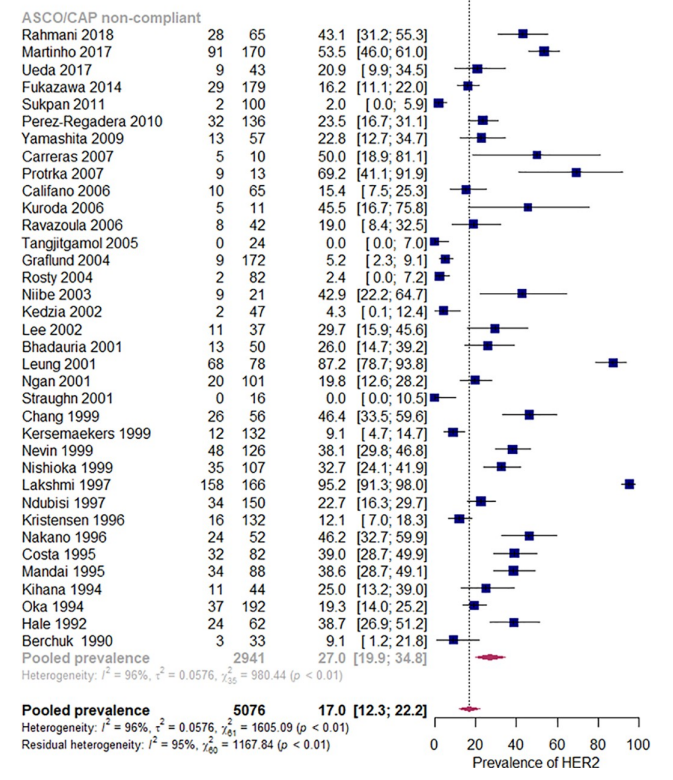 ASCO/CAP non-compliant
Rahmani 2018 28 65 43.1 [31.2; 55.3]
Martinho 2017 91 170 53.5 [46.0; 61.0]
Ueda 2017 9 43 20.9 [ 9.9; 34.5]
Fukazawa 2014 29 179 16.2 [11.1; 22.0]
Sukpan 2011 2 100 2.0 [ 0.0; 5.9]
Perez-Regadera 2010 32 136 23.5 [16.7; 31.1]
Yamashita 2009 13 57 22.8 [12.7; 34.7]
Carreras 2007 5 10 50.0 [18.9; 81.1]
Protrka 2007 9 13 69.2 [41.1; 91.9]
Califano 2006 10 65 15.4 [ 7.5; 25.3]
Kuroda 2006 5 11 45.5 [16.7; 75.8]
Ravazoula 2006 8 42 19.0 [ 8.4; 32.5]
Tangjitgamol 2005 0 24 0.0 [ 0.0; 7.0]
Graflund 2004 9 172 5.2 [ 2.3; 9.1]
Rosty 2004 2 82 2.4 [ 0.0; 7.2]
Niibe 2003 9 21 42.9 [22.2; 64.7]
Kedzia 2002 2 47 4.3 [ 0.1; 12.4]
Lee 2002 11 37 29.7 [15.9; 45.6]
Bhadauria 2001 13 50 26.0 [14.7; 39.2]
Leung 2001 68 78 87.2 [78.7; 93.8]
Ngan 2001 20 101 19.8 [12.6; 28.2]
Straughn 2001 0 16 0.0 [ 0.0; 10.5]
Chang 1999 26 56 46.4 [33.5; 59.6]
Kersemaekers 1999 12 132 9.1 [ 4.7; 14.7]
Nevin 1999 48 126 38.1 [29.8; 46.8]
Nishioka 1999 35 107 32.7 [24.1; 41.9]
Lakshmi 1997 158 166 95.2 [91.3; 98.0]
Ndubisi 1997 34 150 22.7 [16.3; 29.7]
Kristensen 1996 16 132 12.1 [ 7.0; 18.3]
Nakano 1996 24 52 46.2 [32.7; 59.9]
Costa 1995 32 82 39.0 [28.7; 49.9]
Mandai 1995 34 88 38.6 [28.7; 49.1]
Kihana 1994 11 44 25.0 [13.2; 39.0]
Oka 1994 37 192 19.3 [14.0; 25.2]
Hale 1992 24 62 38.7 [26.9; 51.2]
Berchuk 1990 3 33 9.1 [ 1.2; 21.8]
Pooled prevalence 2941 27.0 [19.9; 34.8]
Heterogeneity: I² = 96%, τ² = 0.0576, χ²₃₅ = 980.44 (p < 0.01)
Pooled prevalence 5076 17.0 [12.3; 22.2]
Heterogeneity: I² = 96%, τ² = 0.0576, χ²₆₁ = 1605.09 (p < 0.01)
Residual heterogeneity: I² = 95%, χ²₆₀ = 1167.84 (p < 0.01)
0 20 40 60 80 100
Prevalence of HER2